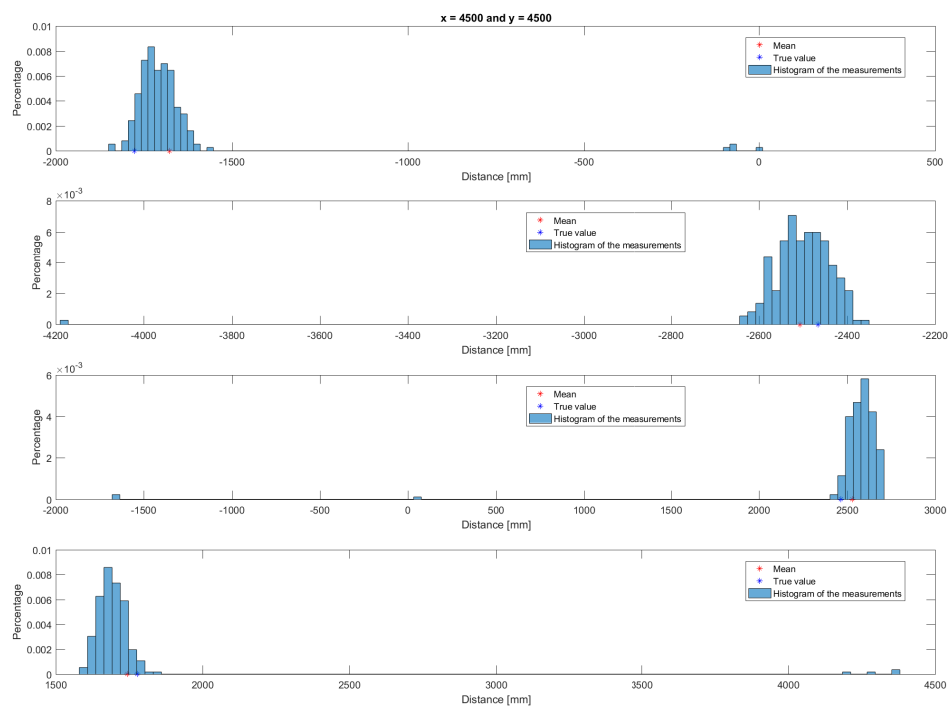 x = 4500 and y = 4500
0.01
0.008
0.006
0.004
0.002
0
Percentage
Mean
True value
Histogram of the measurements
-2000 -1500 -1000 -500 0 500
Distance [mm]
×10-3
8
6
4
2
0
Percentage
Mean
True value
Histogram of the measurements
-4200 -4000 -3800 -3600 -3400 -3200 -3000 -2800 -2600 -2400 -2200
Distance [mm]
×10-3
6
4
2
0
Percentage
Mean
True value
Histogram of the measurements
-2000 -1500 -1000 -500 0 500 1000 1500 2000 2500 3000
Distance [mm]
0.01
0.008
0.006
0.004
0.002
0
Percentage
Mean
True value
Histogram of the measurements
1500 2000 2500 3000 3500 4000 4500
Distance [mm]